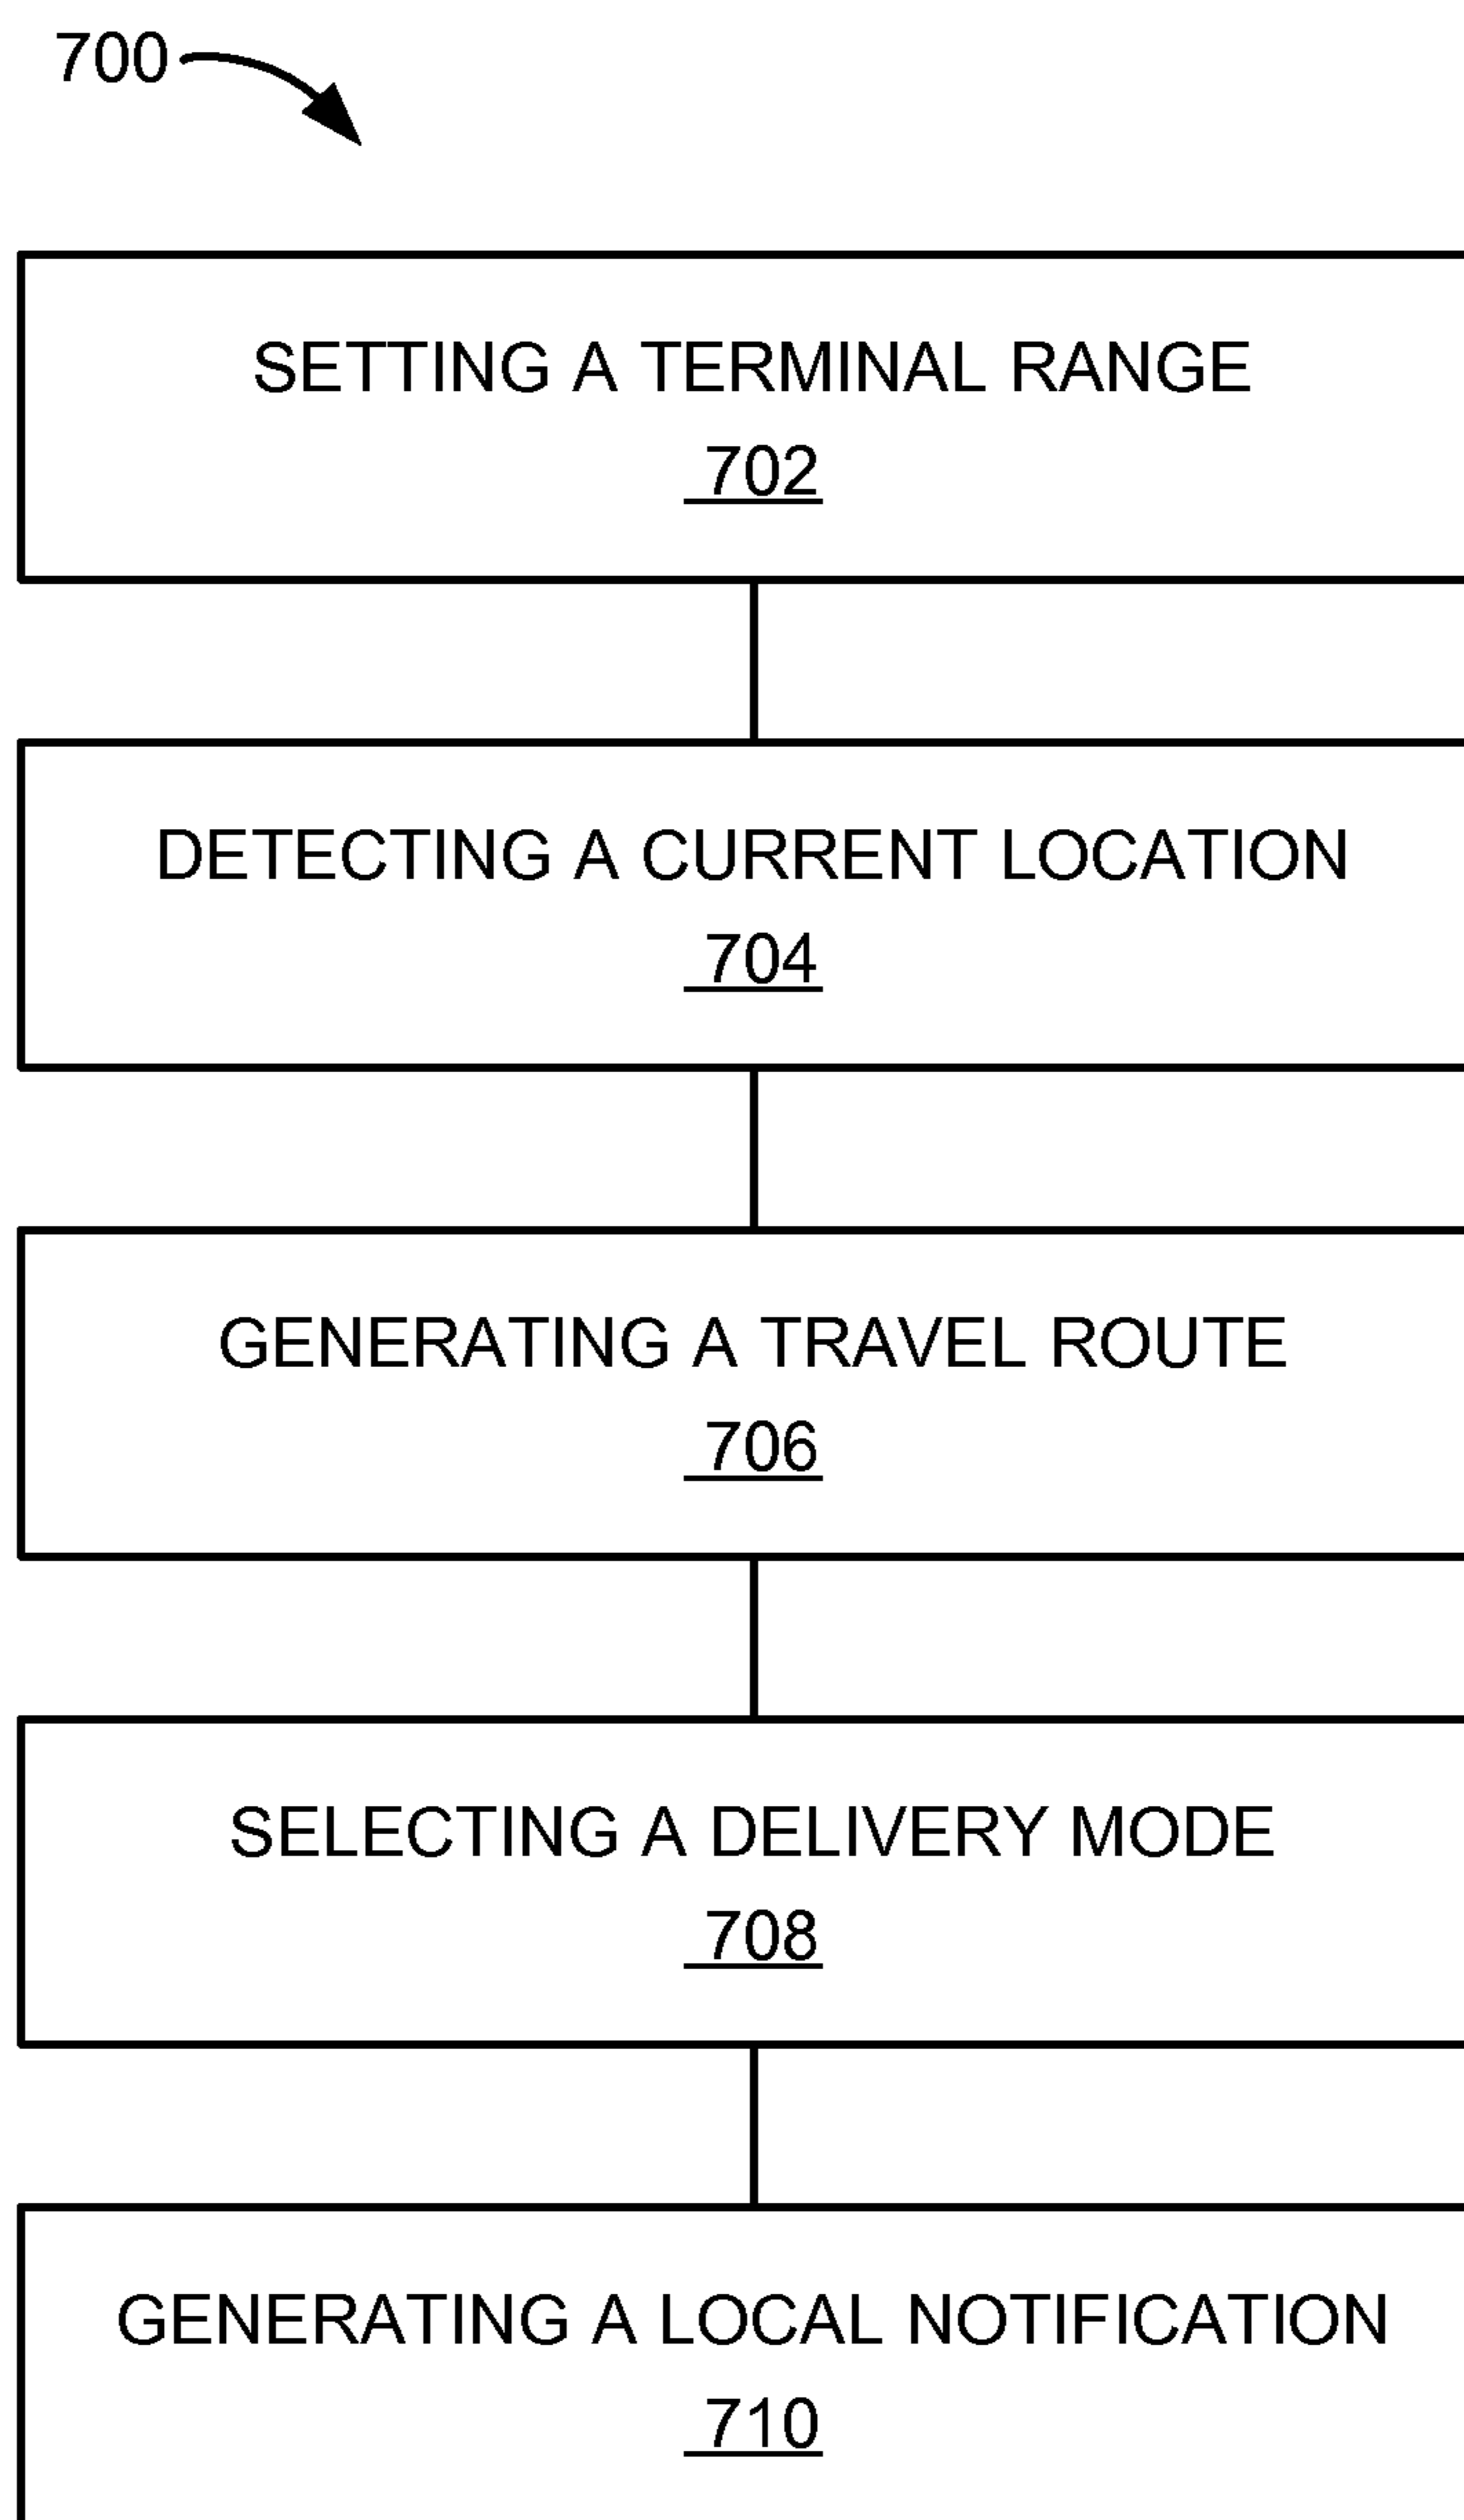 700
SETTING A TERMINAL RANGE
702
DETECTING A CURRENT LOCATION
704
GENERATING A TRAVEL ROUTE
706
SELECTING A DELIVERY MODE
708
GENERATING A LOCAL NOTIFICATION
710